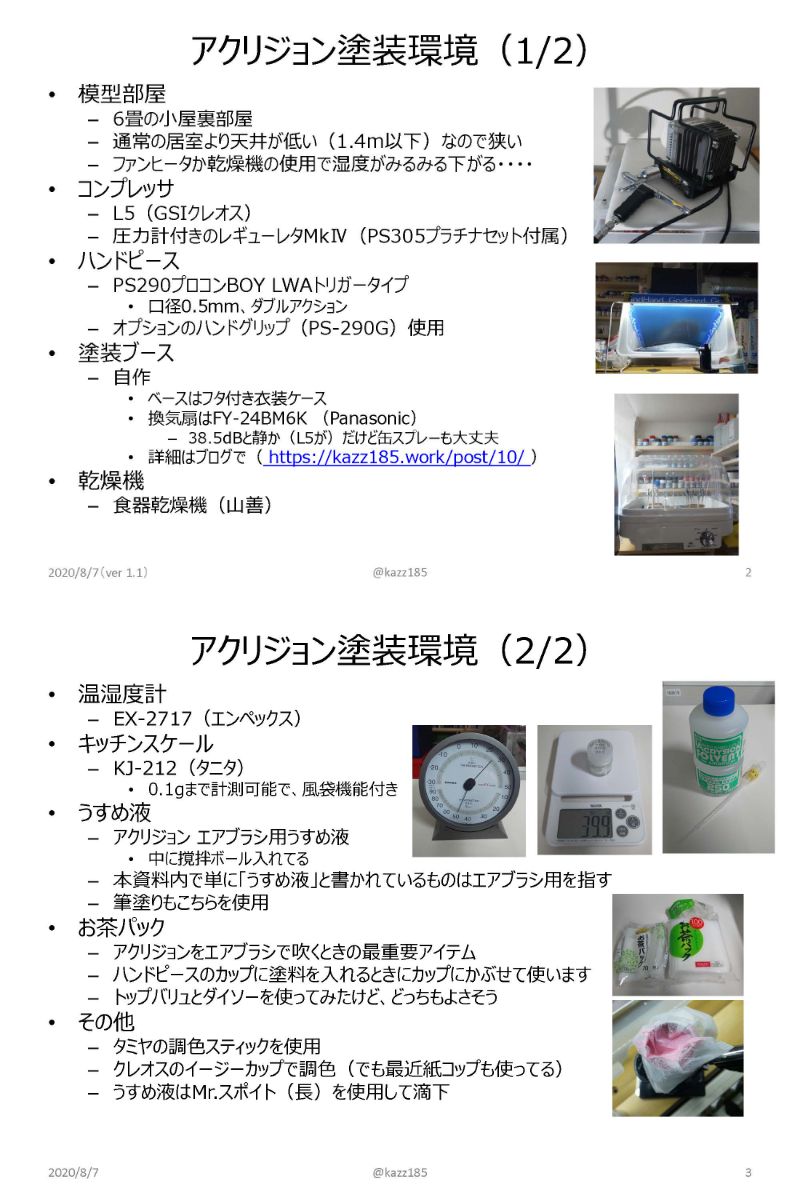 アクリジョン塗装環境（1/2）
• 模型部屋
– 6畳の小屋裏部屋
– 通常の居室より天井が低い（1.4m以下）なので狭い
– ファンヒータか乾燥機の使用で湿度がみるみる下がる・・・・
• コンプレッサ
– L5（GSIクレオス）
– 圧力計付きのレギューレタMkⅣ（PS305プラチナセット付属）
• ハンドピース
– PS290プロコンBOY LWAトリガータイプ
• 口径0.5mm、ダブルアクション
– オプションのハンドグリップ（PS-290G）使用
• 塗装ブース
– 自作
• ベースはフタ付き衣装ケース
• 換気扇はFY-24BM6K （Panasonic）
– 38.5dBと静か（L5が）だけど缶スプレーも大丈夫
• 詳細はブログで（ https://kazz185.work/post/10/ ）
• 乾燥機
– 食器乾燥機（山善）
2020/8/7（ver 1.1）
@kazz185
2
アクリジョン塗装環境（2/2）
• 温湿度計
– EX-2717（エンペックス）
• キッチンスケール
– KJ-212（タニタ）
• 0.1gまで計測可能で、風袋機能付き
• うすめ液
– アクリジョン エアブラシ用うすめ液
• 中に撹拌ボール入れてる
– 本資料内で単に「うすめ液」と書かれているものはエアブラシ用を指す
– 筆塗りもこちらを使用
• お茶パック
– アクリジョンをエアブラシで吹くときの最重要アイテム
– ハンドピースのカップに塗料を入れるときにカップにかぶせて使います
– トップバリュとダイソーを使ってみたけど、どっちもよさそう
• その他
– タミヤの調色スティックを使用
– クレオスのイージーカップで調色（でも最近紙コップも使ってる）
– うすめ液はMr.スポイト（長）を使用して滴下
39.9
お茶パック
お茶パック
2020/8/7
@kazz185
3